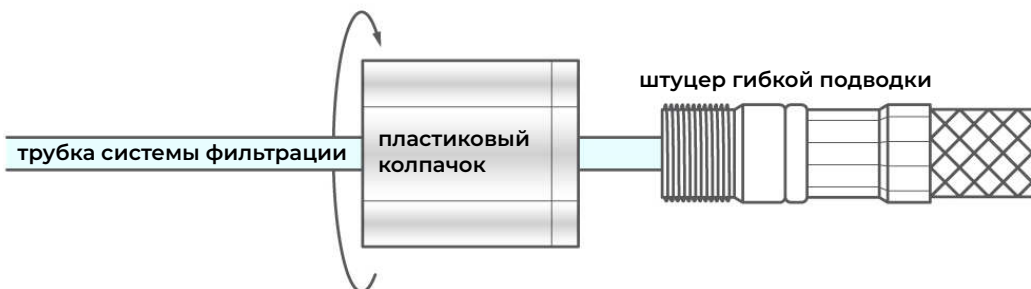 штуцер гибкой подводки
трубка системы фильтрации
пластиковый
колпачок